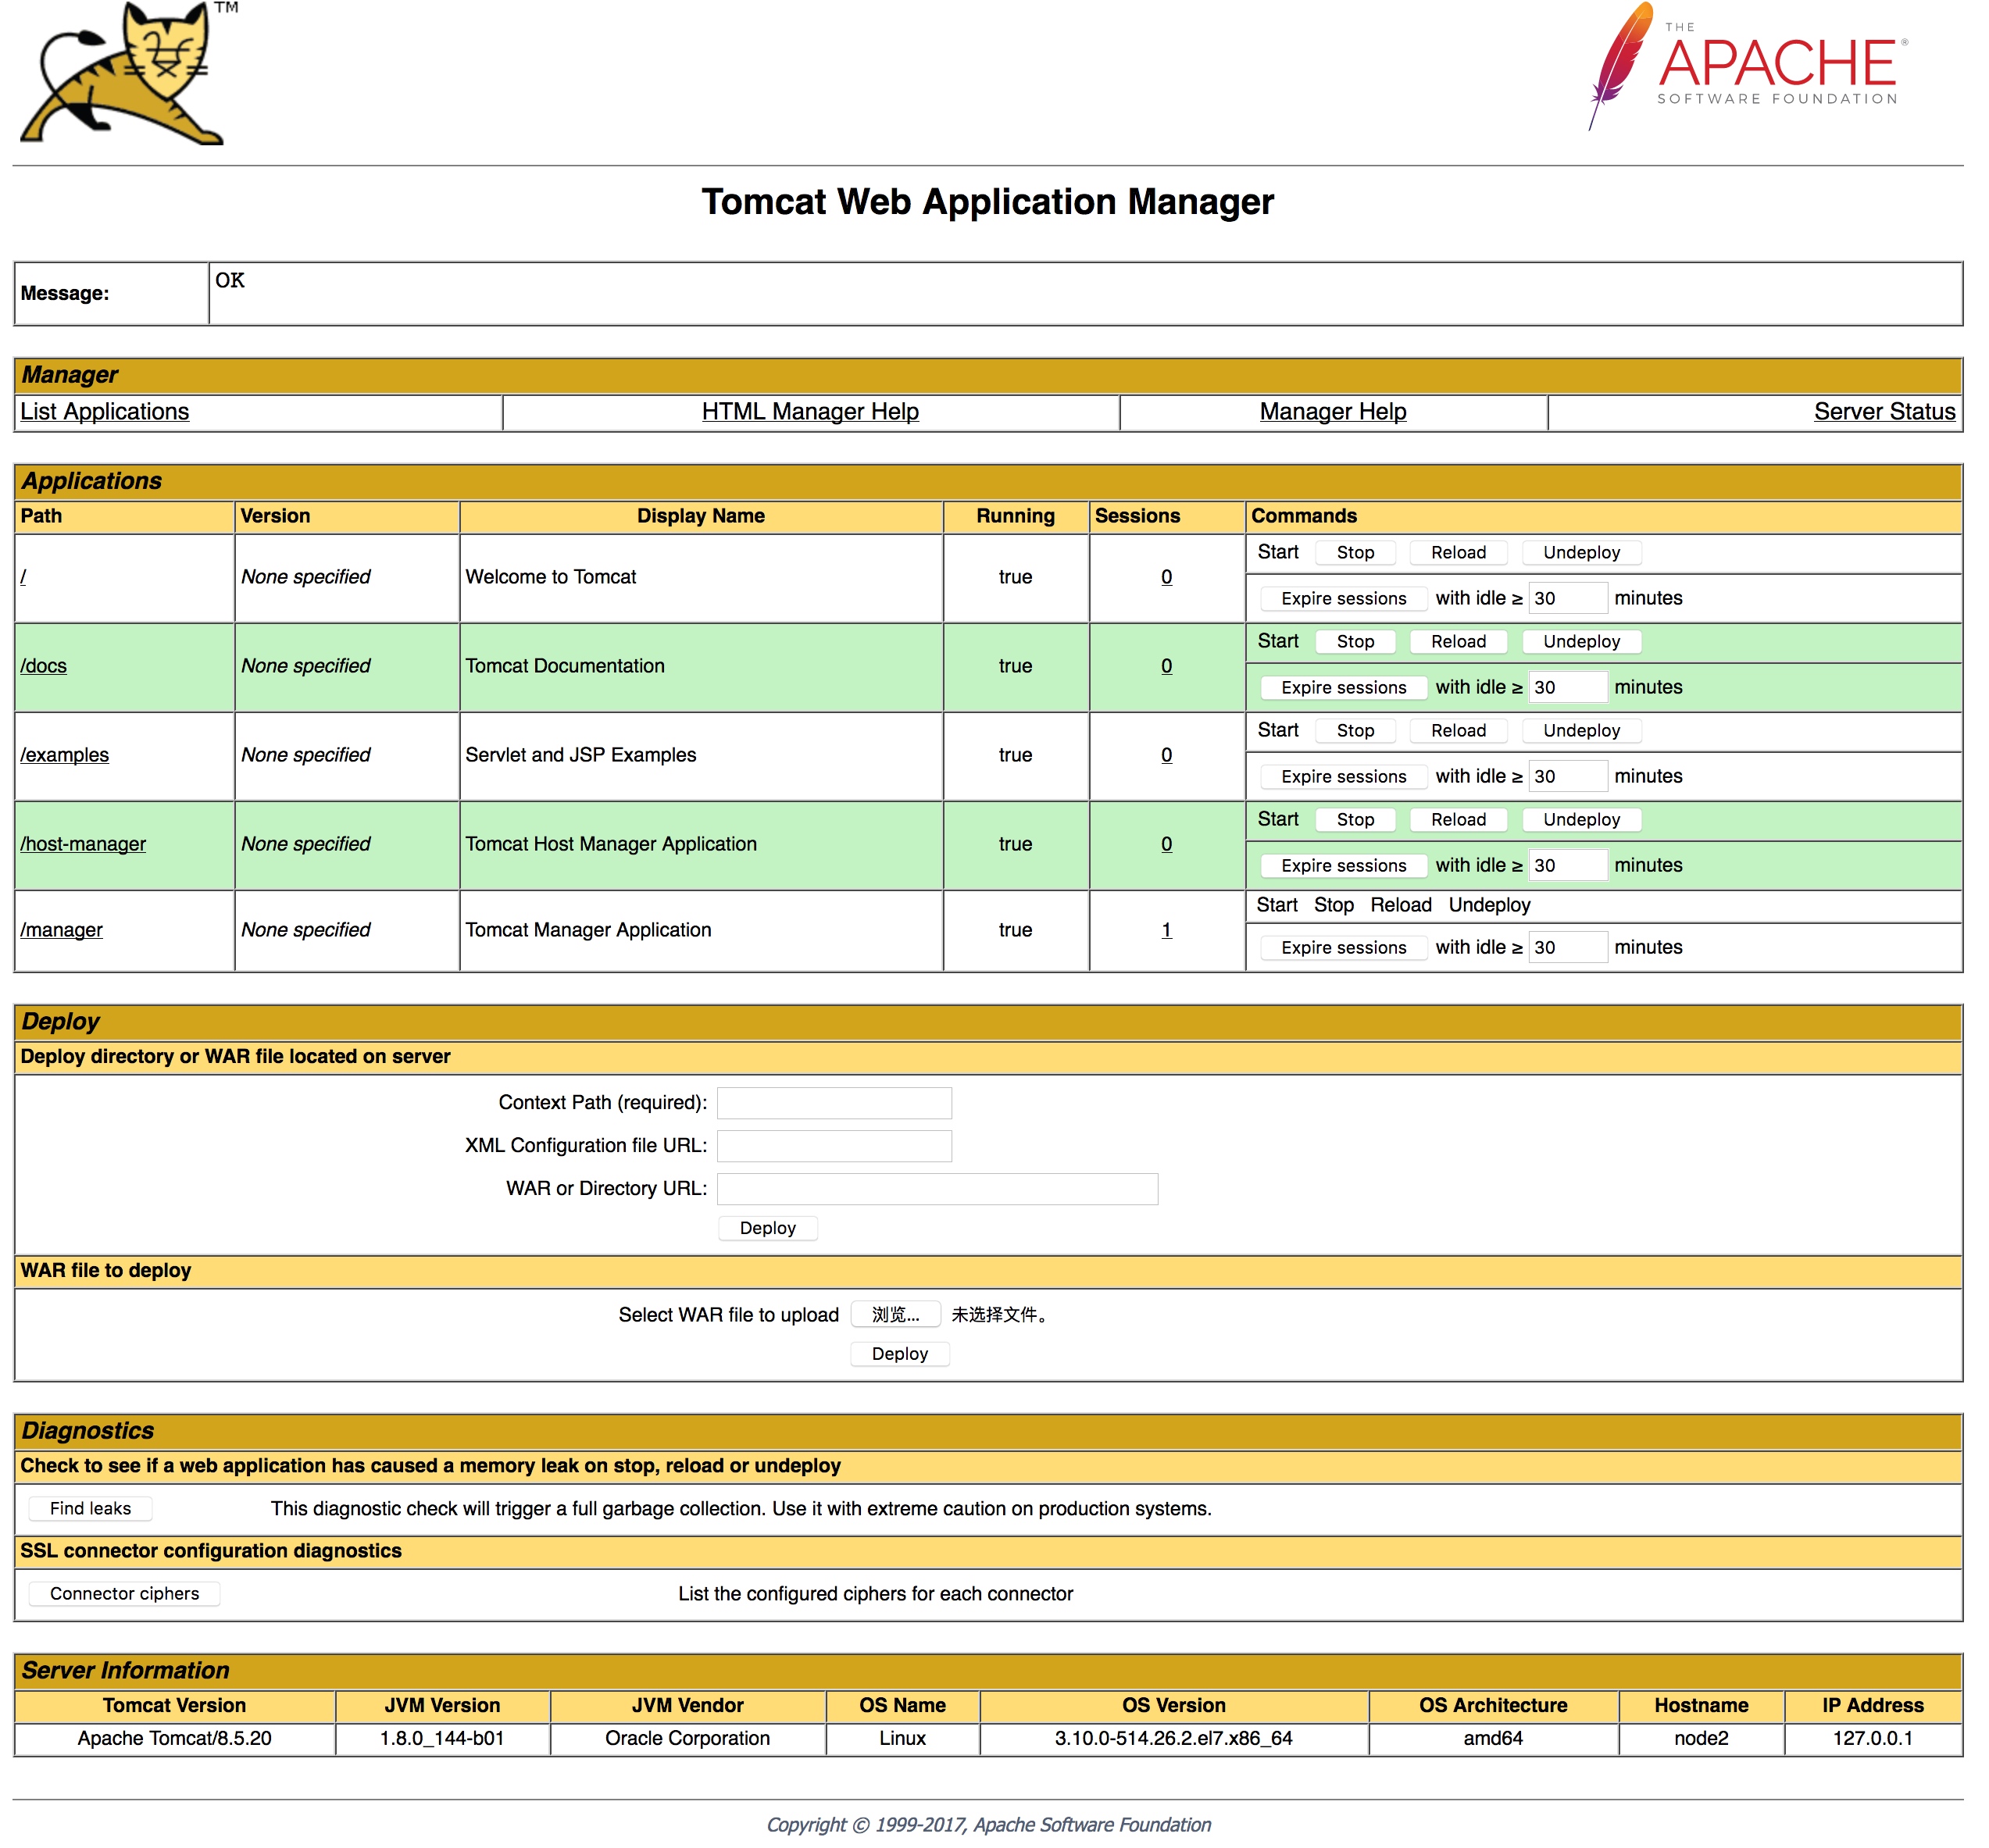 TM
THE
APACHE®
SOFTWARE FOUNDATION
Tomcat Web Application Manager
Message: OK
Manager
List Applications HTML Manager Help Manager Help Server Status
Applications
Path Version Display Name Running Sessions Commands
/ None specified Welcome to Tomcat true 0 Start Stop Reload Undeploy
Expire sessions with idle ≥ 30 minutes
/docs None specified Tomcat Documentation true 0 Start Stop Reload Undeploy
Expire sessions with idle ≥ 30 minutes
/examples None specified Servlet and JSP Examples true 0 Start Stop Reload Undeploy
Expire sessions with idle ≥ 30 minutes
/host-manager None specified Tomcat Host Manager Application true 0 Start Stop Reload Undeploy
Expire sessions with idle ≥ 30 minutes
/manager None specified Tomcat Manager Application true 1 Start Stop Reload Undeploy
Expire sessions with idle ≥ 30 minutes
Deploy
Deploy directory or WAR file located on server
Context Path (required):
XML Configuration file URL:
WAR or Directory URL:
Deploy
WAR file to deploy
Select WAR file to upload 浏览... 未选择文件。
Deploy
Diagnostics
Check to see if a web application has caused a memory leak on stop, reload or undeploy
Find leaks This diagnostic check will trigger a full garbage collection. Use it with extreme caution on production systems.
SSL connector configuration diagnostics
Connector ciphers List the configured ciphers for each connector
Server Information
Tomcat Version JVM Version JVM Vendor OS Name OS Version OS Architecture Hostname IP Address
Apache Tomcat/8.5.20 1.8.0_144-b01 Oracle Corporation Linux 3.10.0-514.26.2.el7.x86_64 amd64 node2 127.0.0.1
Copyright © 1999-2017, Apache Software Foundation